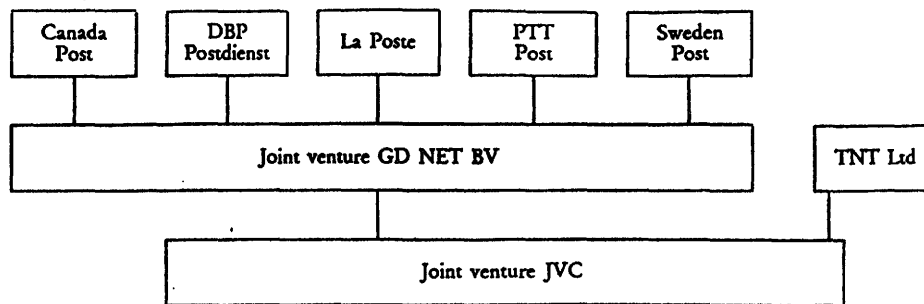 Canada
Post
DBP
Postdienst
La Poste
PTT
Post
Sweden
Post
Joint venture GD NET BV
TNT Ltd
Joint venture JVC